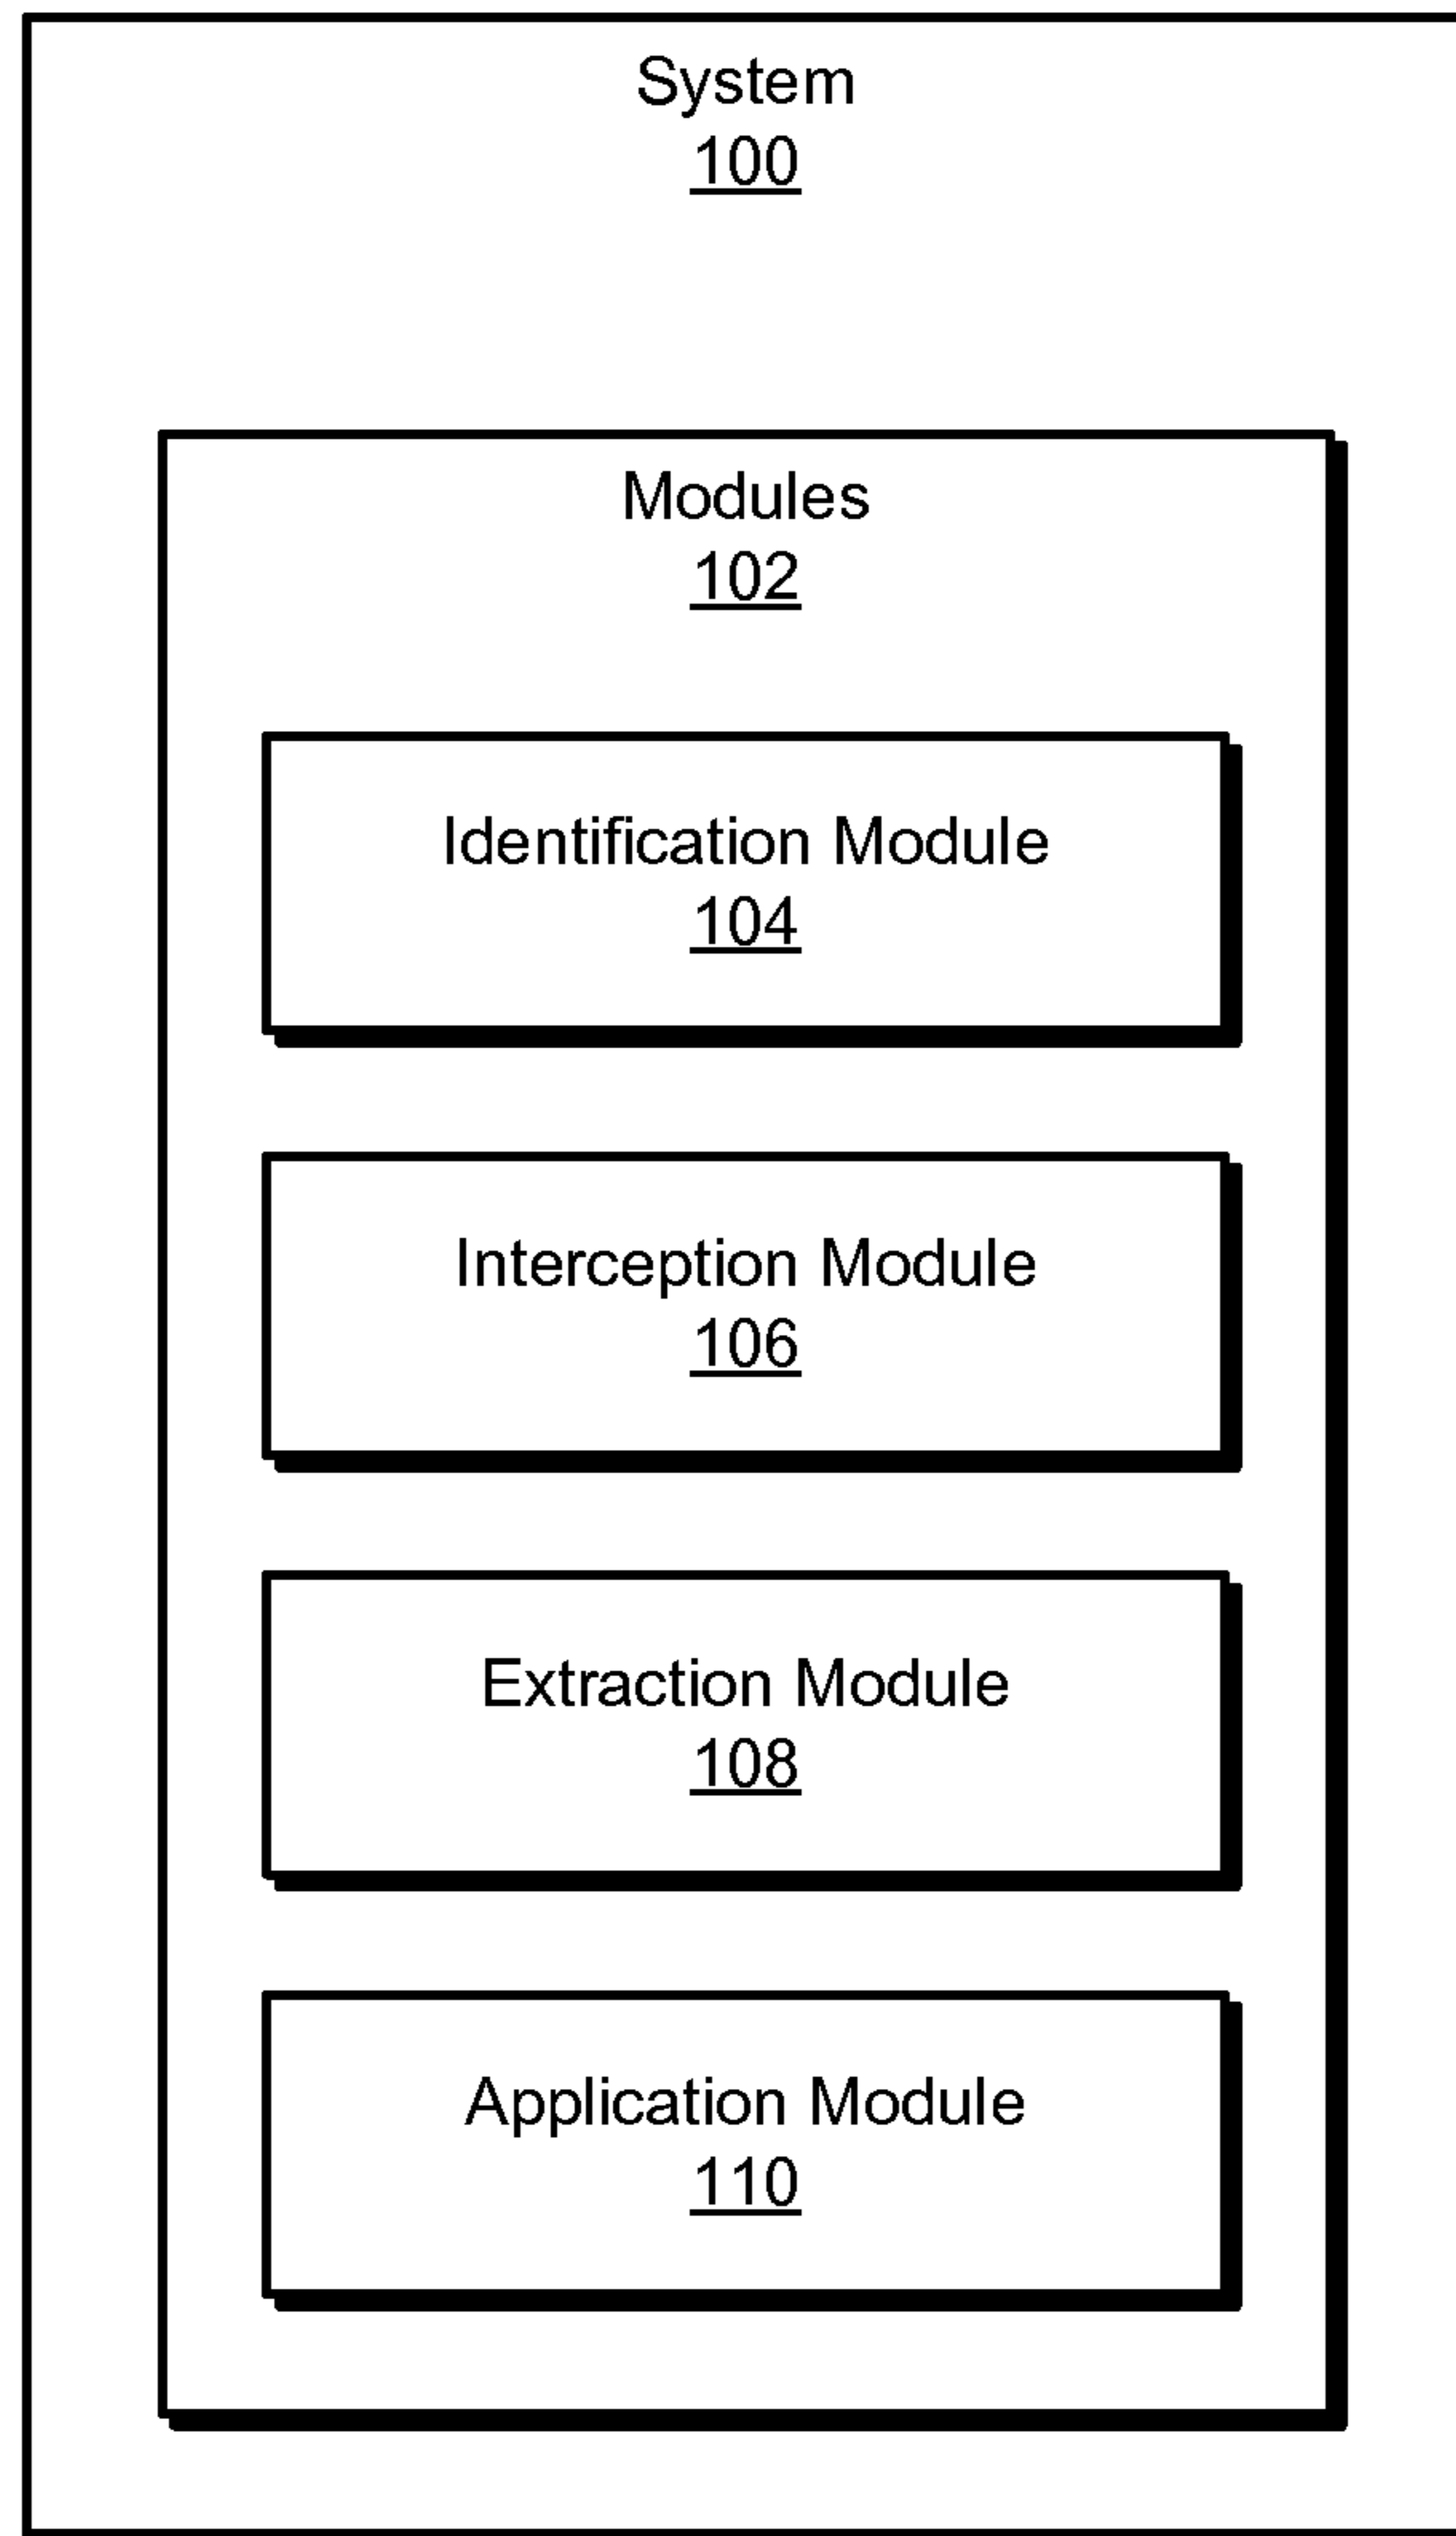 System
100
Modules
102
Identification Module
104
Interception Module
106
Extraction Module
108
Application Module
110